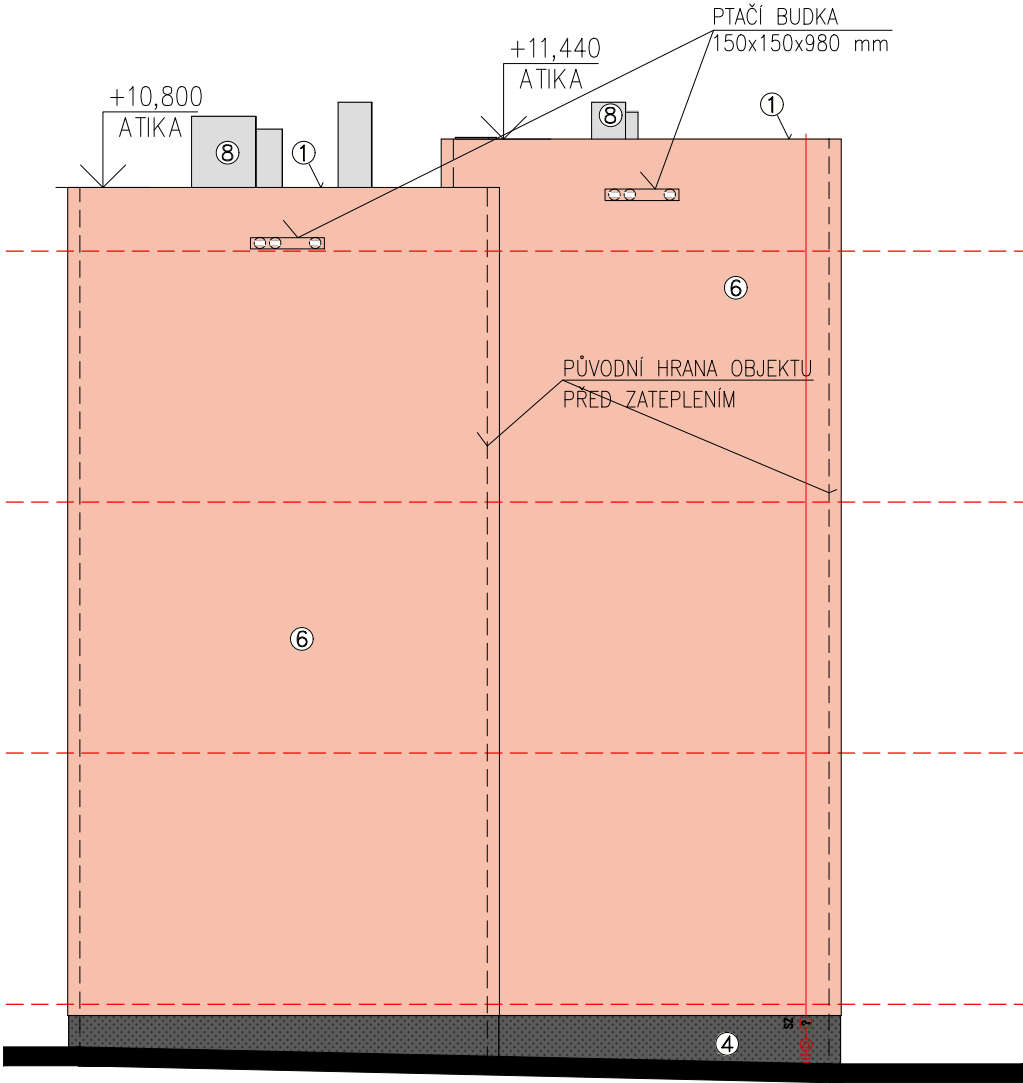 PTAČÍ BUDKA
150x150x980 mm
+11,440
ATIKA
+10,800
ATIKA
1
8
8
1
6
PŮVODNÍ HRANA OBJEKTU
PŘED ZATEPLENÍM
6
SZ
4